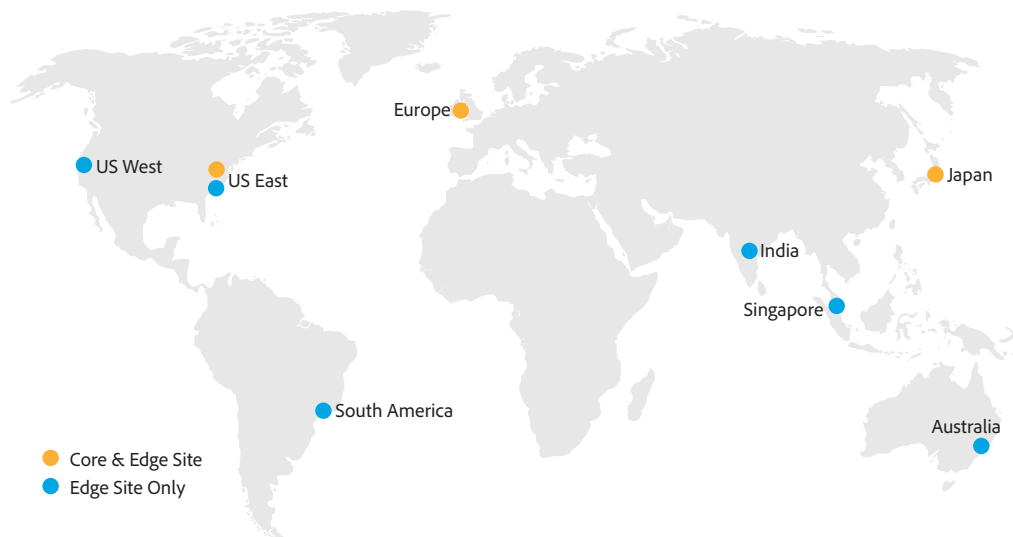 Europe
US West
US East
Japan
India
Singapore
South America
Australia
Core & Edge Site
Edge Site Only